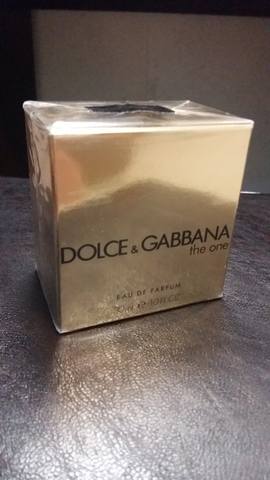 DOLCE & GABBANA
the one
EAU DE PARFUM